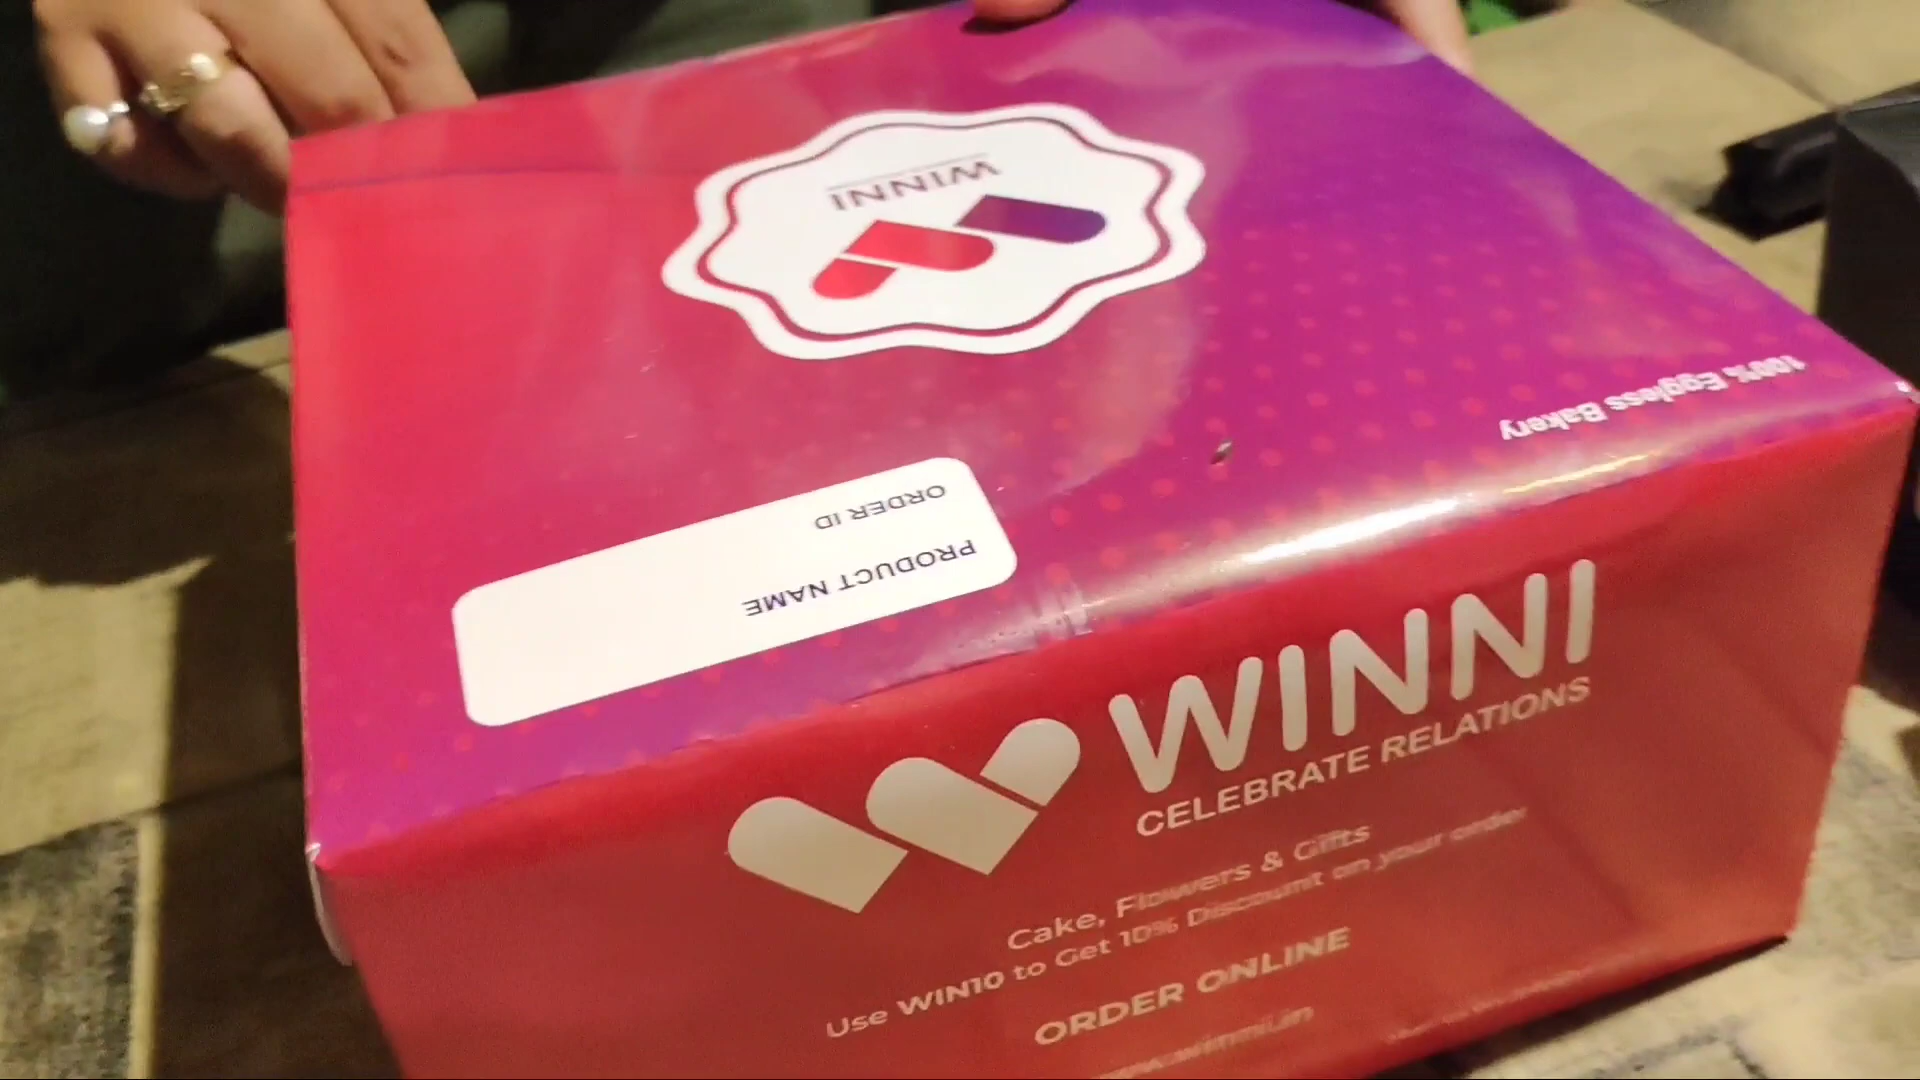 WINNI
ORDER ID
PRODUCT NAME
100% Eggless Bakery
WINNI
CELEBRATE RELATIONS
Cake, Flowers & Gifts
Use WIN10 to Get 10% Discount on your order
ORDER ONLINE